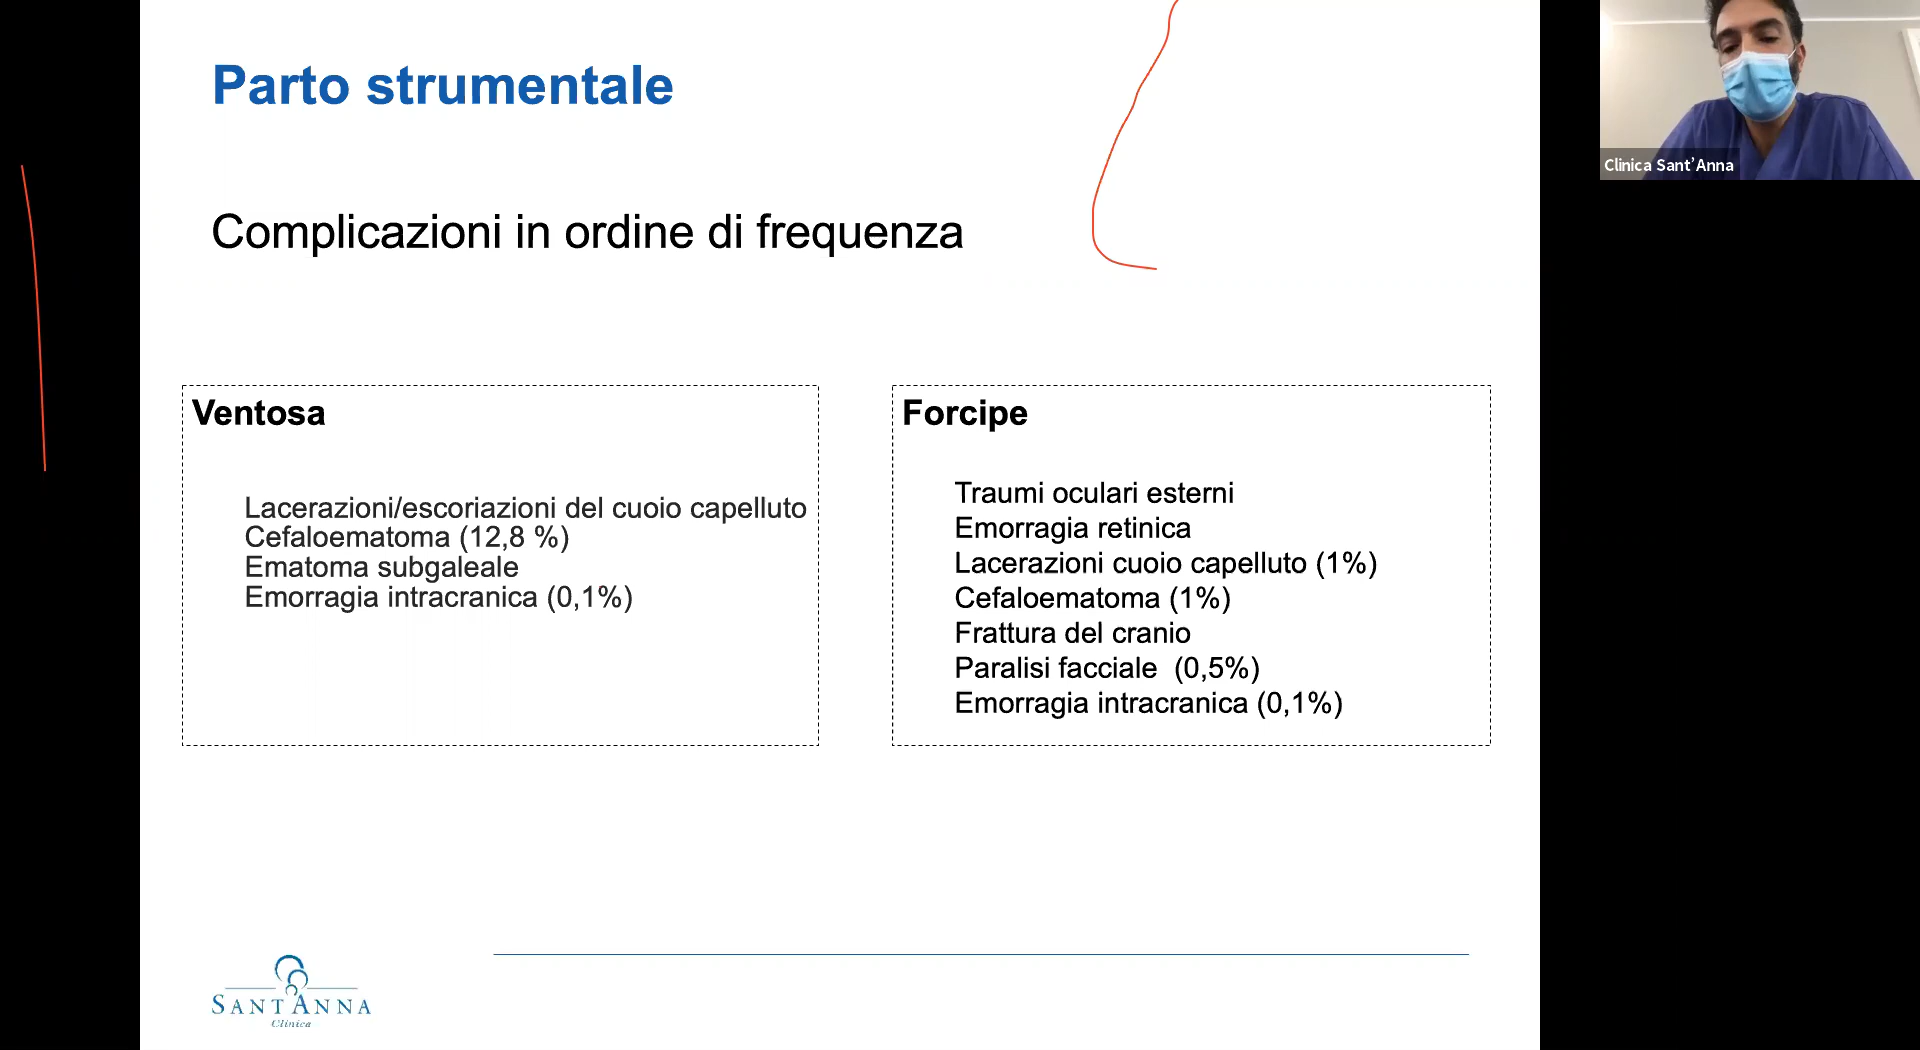 Parto strumentale
Complicazioni in ordine di frequenza
Ventosa
Lacerazioni/escoriazioni del cuoio capelluto
Cefaloematoma (12,8 %)
Ematoma subgaleale
Emorragia intracranica (0,1%)
Forcipe
Traumi oculari esterni
Emorragia retinica
Lacerazioni cuoio capelluto (1%)
Cefaloematoma (1%)
Frattura del cranio
Paralisi facciale  (0,5%)
Emorragia intracranica (0,1%)
SANT'ANNA
Clinica
Clinica Sant’Anna